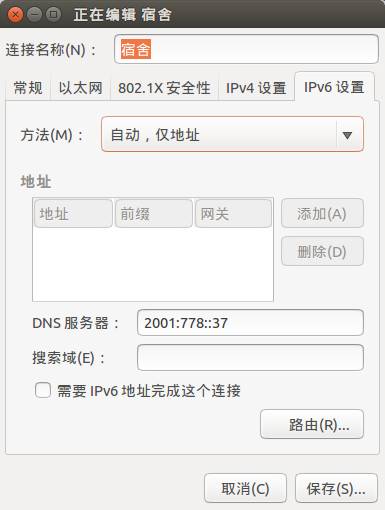 正在编辑 宿舍
连接名称(N)： 宿舍
常规 以太网 802.1X 安全性 IPv4 设置 IPv6 设置
方法(M)： 自动，仅地址
地址
地址 前缀 网关 添加(A)
删除(D)
DNS 服务器： 2001:778::37
搜索域(E)：
需要 IPv6 地址完成这个连接
路由(R)...
取消(C) 保存(S)...